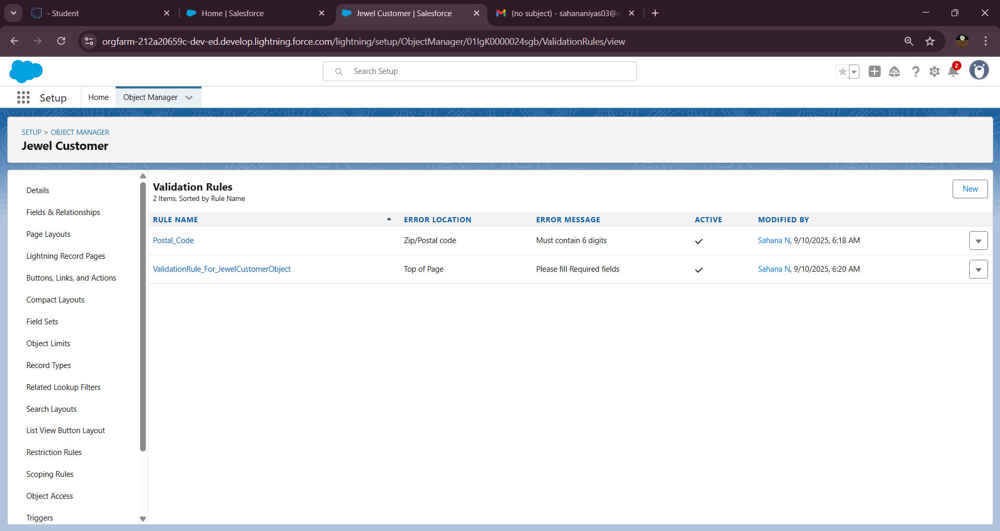 - Student
Home | Salesforce
Jewel Customer | Salesforce
(no subject) - sahananiyas03@g
orgfarm-212a20659c-dev-ed.develop.lightning.force.com/lightning/setup/ObjectManager/01IgK0000024sgb/ValidationRules/view
Search Setup
2
Setup
Home
Object Manager
SETUP > OBJECT MANAGER
Jewel Customer
Details
Fields & Relationships
Page Layouts
Lightning Record Pages
Buttons, Links, and Actions
Compact Layouts
Field Sets
Object Limits
Record Types
Related Lookup Filters
Search Layouts
List View Button Layout
Restriction Rules
Scoping Rules
Object Access
Triggers
Validation Rules
2 Items, Sorted by Rule Name
New
RULE NAME ERROR LOCATION ERROR MESSAGE ACTIVE MODIFIED BY
Postal_Code Zip/Postal code Must contain 6 digits Sahana N, 9/10/2025, 6:18 AM
ValidationRule_For_JewelCustomerObject Top of Page Please fill Required fields Sahana N, 9/10/2025, 6:20 AM